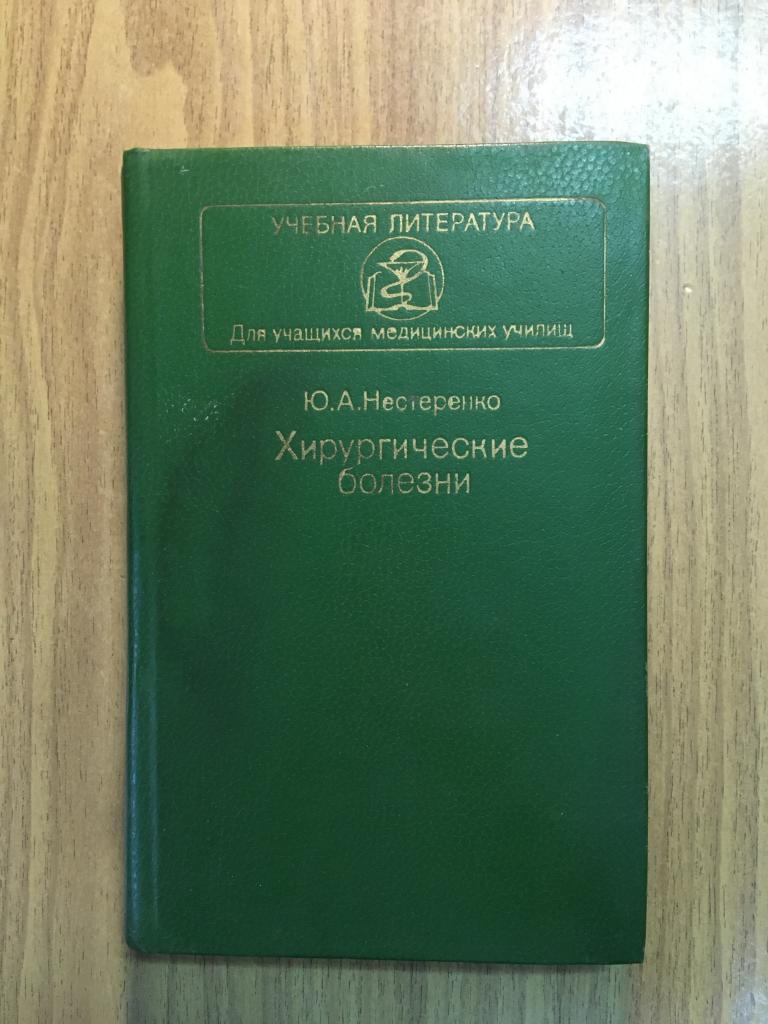 УЧЕБНАЯ ЛИТЕРАТУРА
Для учащихся медицинских училищ
Ю.А.Нестеренко
Хирургические
болезни